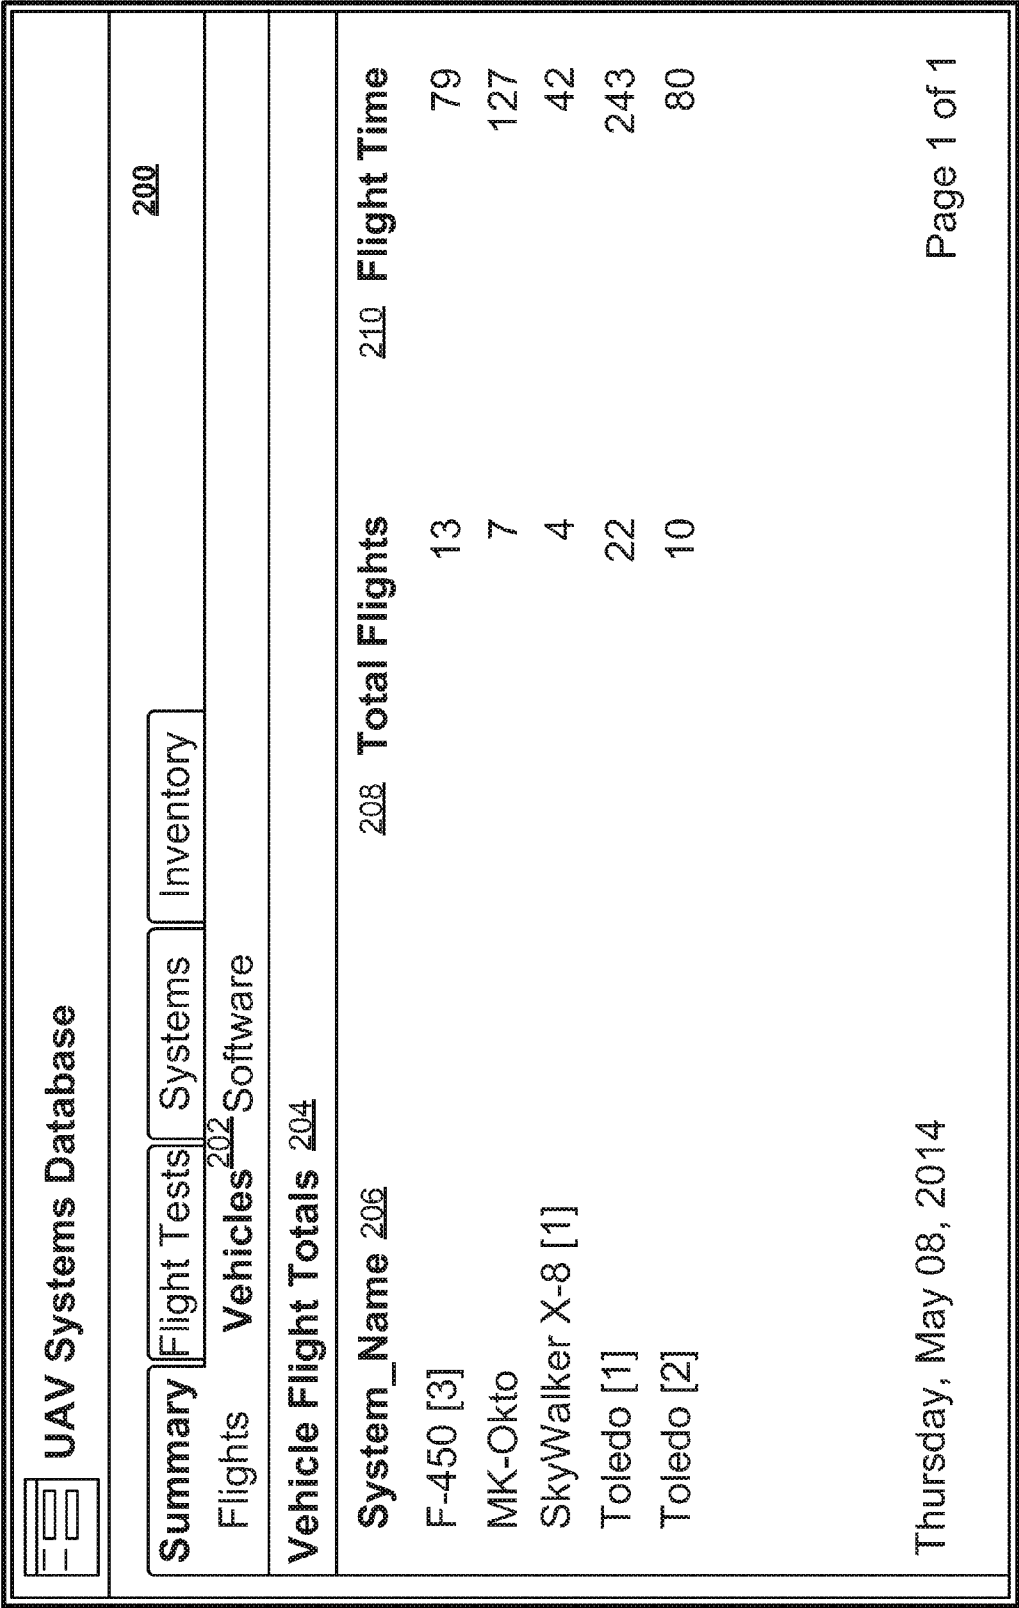 UAV Systems Database
200
Summary Flight Tests Systems Inventory
Flights Vehicles 202 Software
Vehicle Flight Totals 204
System_Name 206 208 Total Flights 210 Flight Time
F-450 [3] 13 79
MK-Okto 7 127
SkyWalker X-8 [1] 4 42
Toledo [1] 22 243
Toledo [2] 10 80
Thursday, May 08, 2014 Page 1 of 1